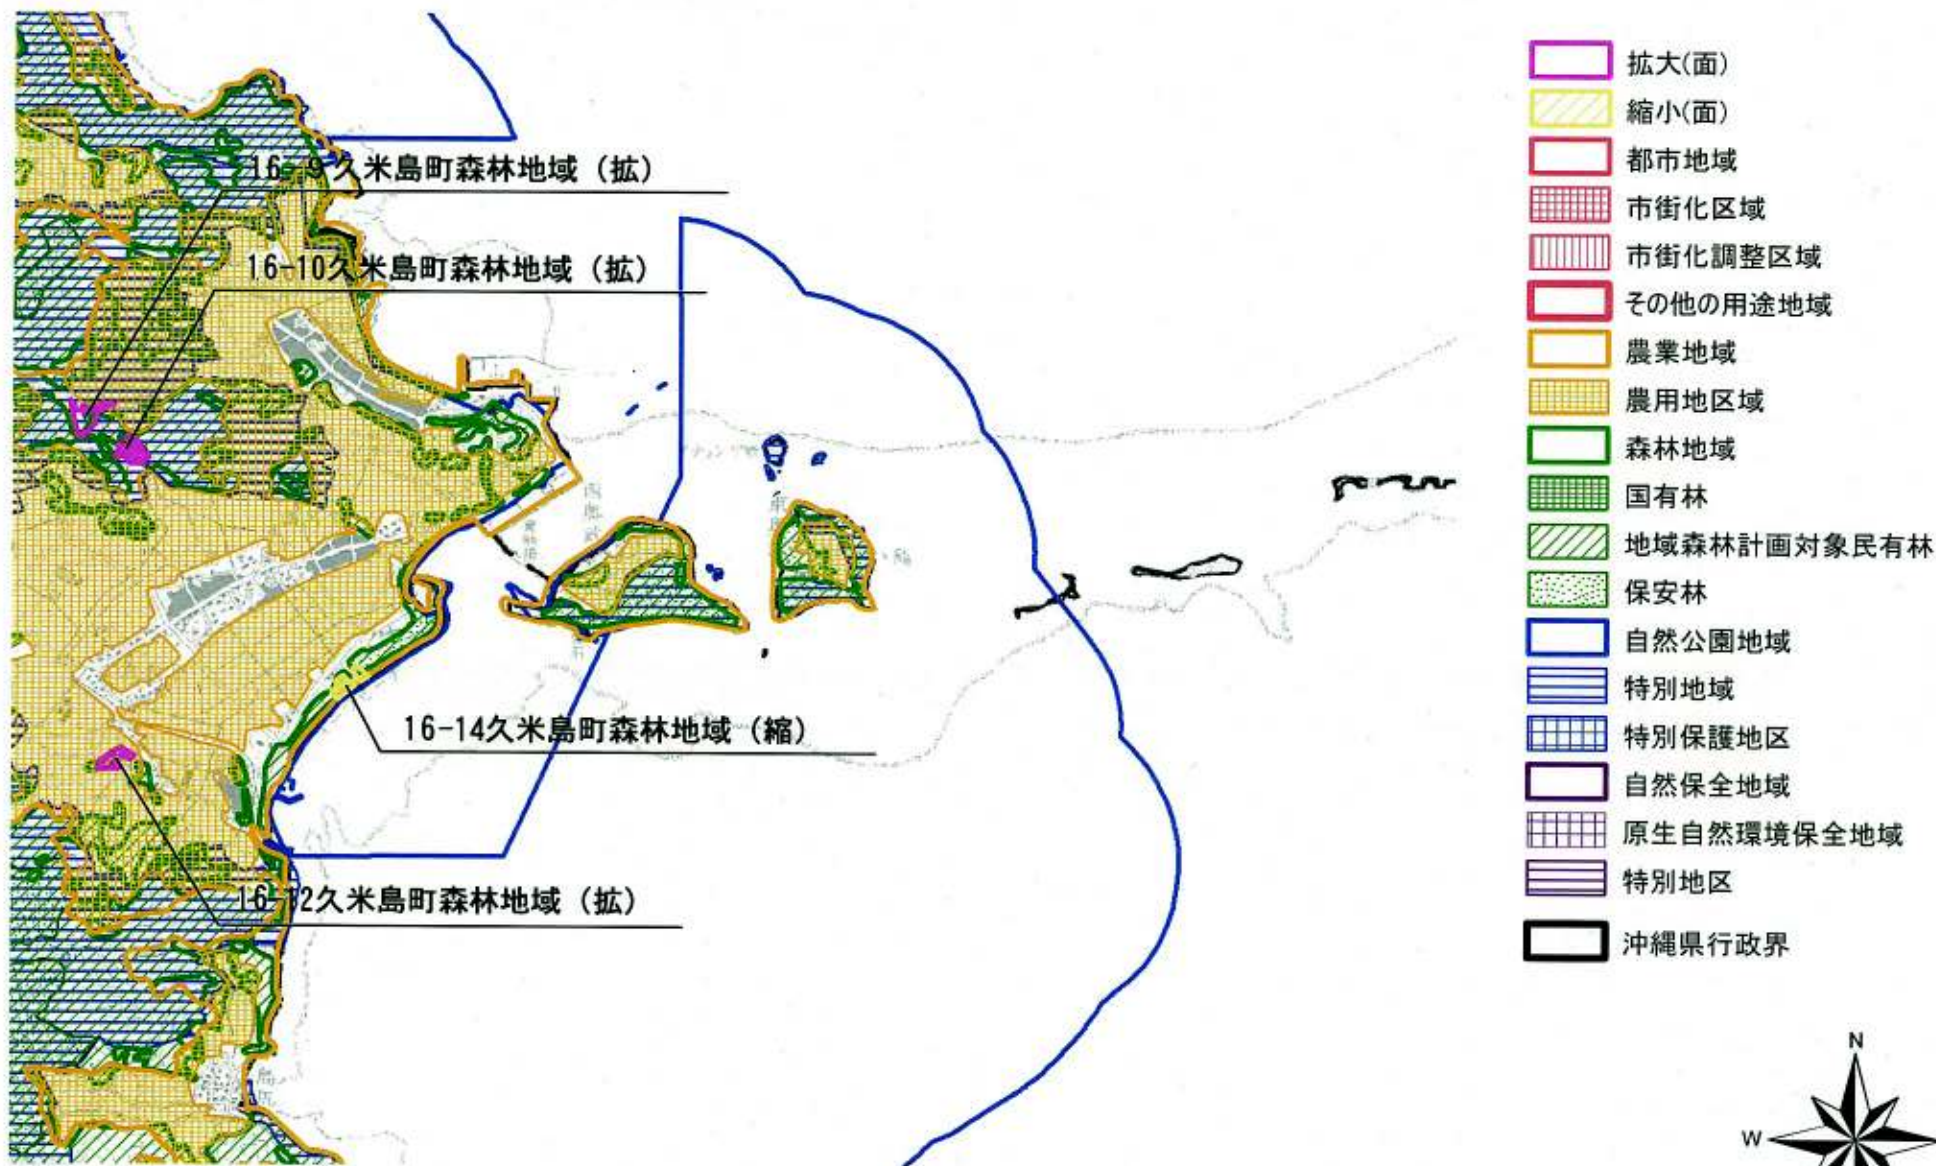 16-9久米島町森林地域（拡）
16-10久米島町森林地域（拡）
16-14久米島町森林地域（縮）
16-12久米島町森林地域（拡）
拡大(面)
縮小(面)
都市地域
市街化区域
市街化調整区域
その他の用途地域
農業地域
農用地区域
森林地域
国有林
地域森林計画対象民有林
保安林
自然公園地域
特別地域
特別保護地区
自然保全地域
原生自然環境保全地域
特別地区
沖縄県行政界
N
W